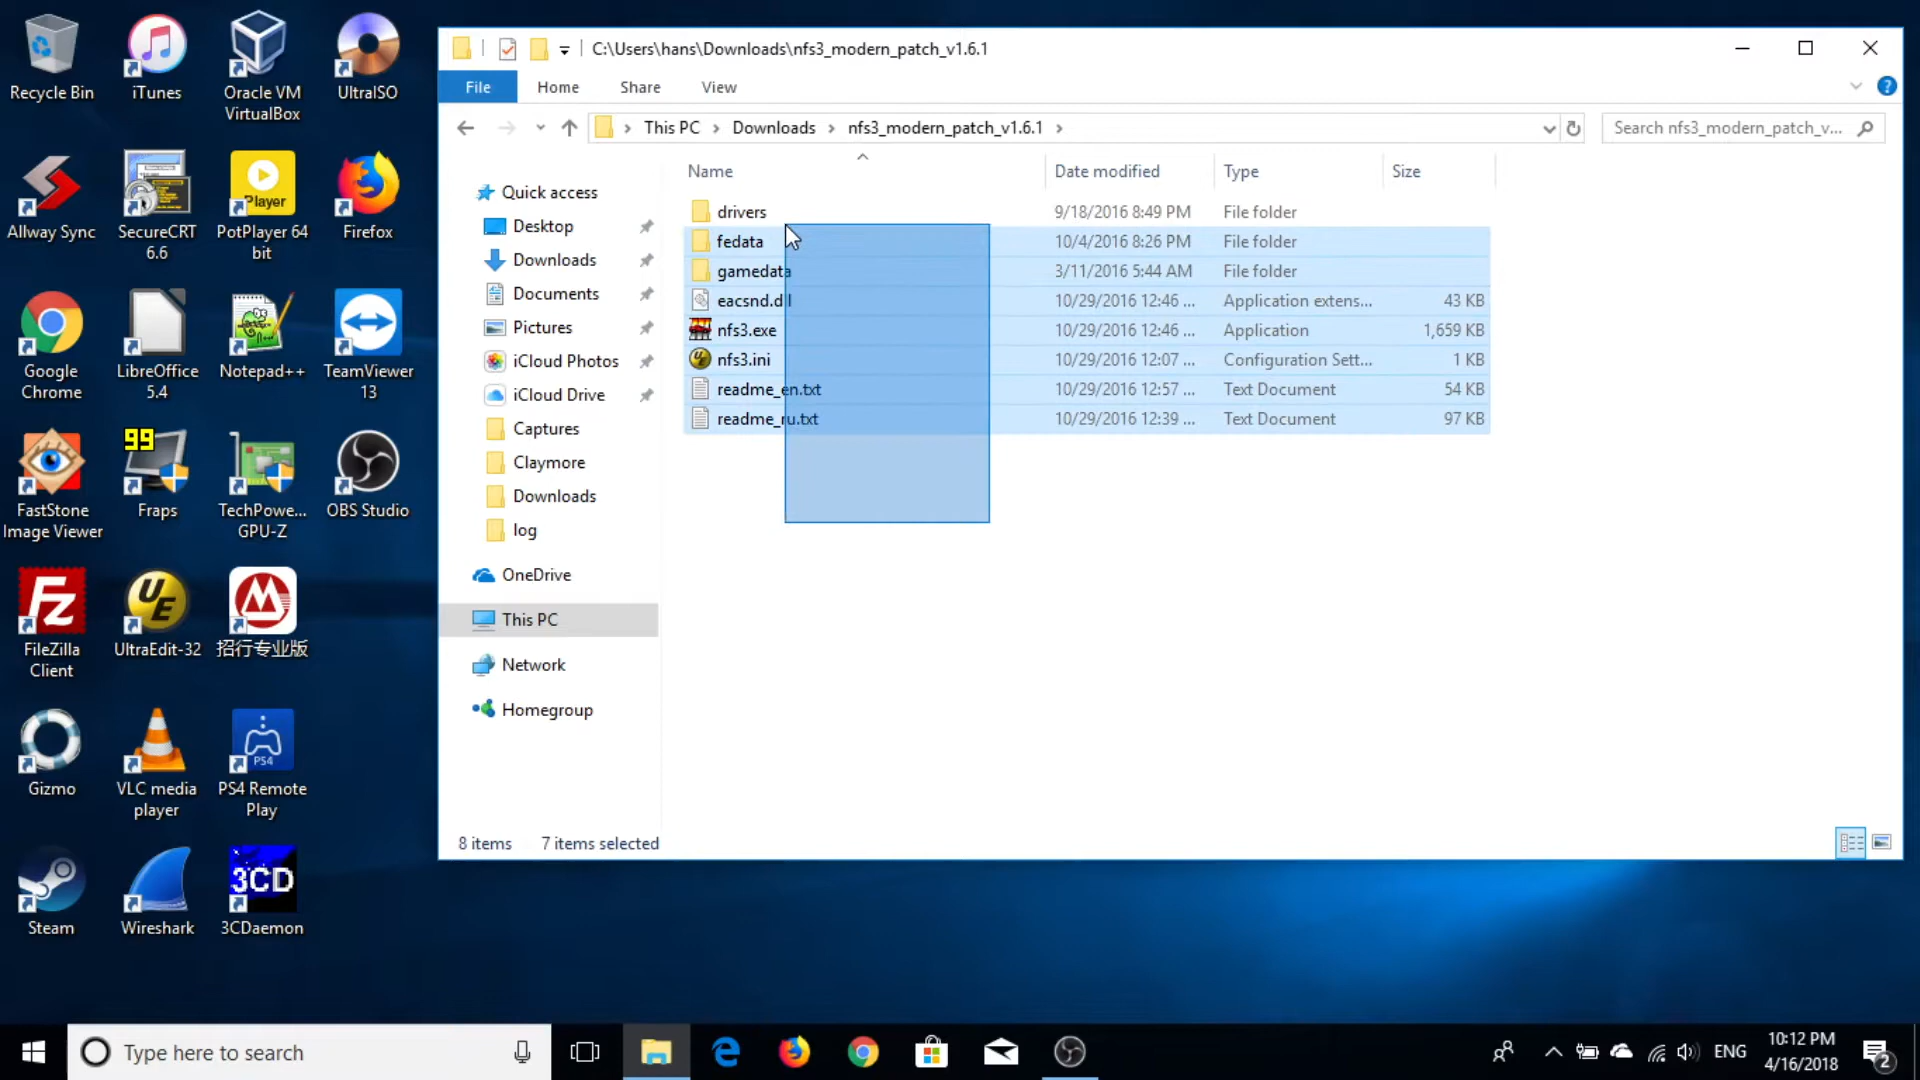 Recycle Bin
iTunes
Oracle VM
VirtualBox
UltraISO
Allway Sync
SecureCRT
6.6
Player
PotPlayer 64
bit
Firefox
Google
Chrome
LibreOffice
5.4
Notepad++
TeamViewer
13
FastStone
Image Viewer
99
Fraps
TechPowe...
GPU-Z
OBS Studio
Fz
FileZilla
Client
UE
UltraEdit-32
招行专业版
Gizmo
VLC media
player
PS4
PS4 Remote
Play
Steam
Wireshark
3CD
3CDaemon
C:\Users\hans\Downloads\nfs3_modern_patch_v1.6.1
File
Home
Share
View
This PC
Downloads
nfs3_modern_patch_v1.6.1
Search nfs3_modern_patch_v...
Quick access
Desktop
Downloads
Documents
Pictures
iCloud Photos
iCloud Drive
Captures
Claymore
Downloads
log
OneDrive
This PC
Network
Homegroup
Name Date modified Type Size
drivers 9/18/2016 8:49 PM File folder
fedata 10/4/2016 8:26 PM File folder
gamedata 3/11/2016 5:44 AM File folder
eacsnd.dll 10/29/2016 12:46 ... Application extens... 43 KB
nfs3.exe 10/29/2016 12:46 ... Application 1,659 KB
nfs3.ini 10/29/2016 12:07 ... Configuration Sett... 1 KB
readme_en.txt 10/29/2016 12:57 ... Text Document 54 KB
readme_ru.txt 10/29/2016 12:39 ... Text Document 97 KB
8 items 7 items selected
Type here to search
ENG
10:12 PM
4/16/2018
2